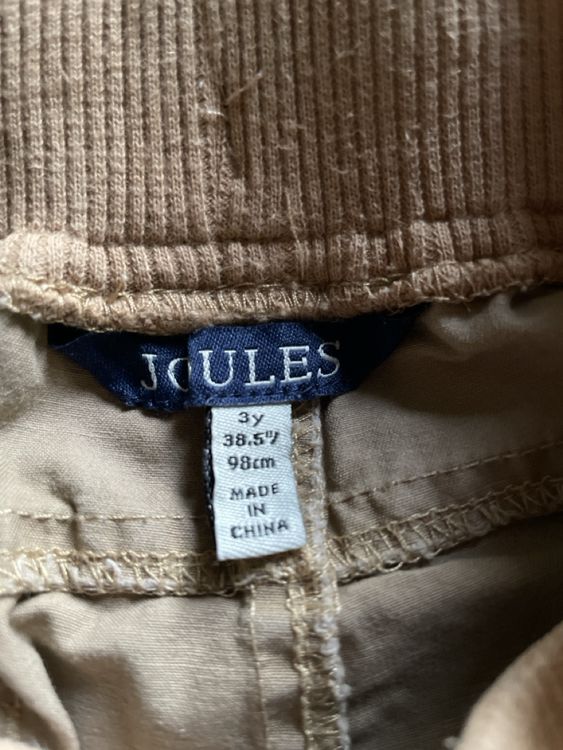 JOULES
3y
38.5"/
98cm
MADE
IN
CHINA